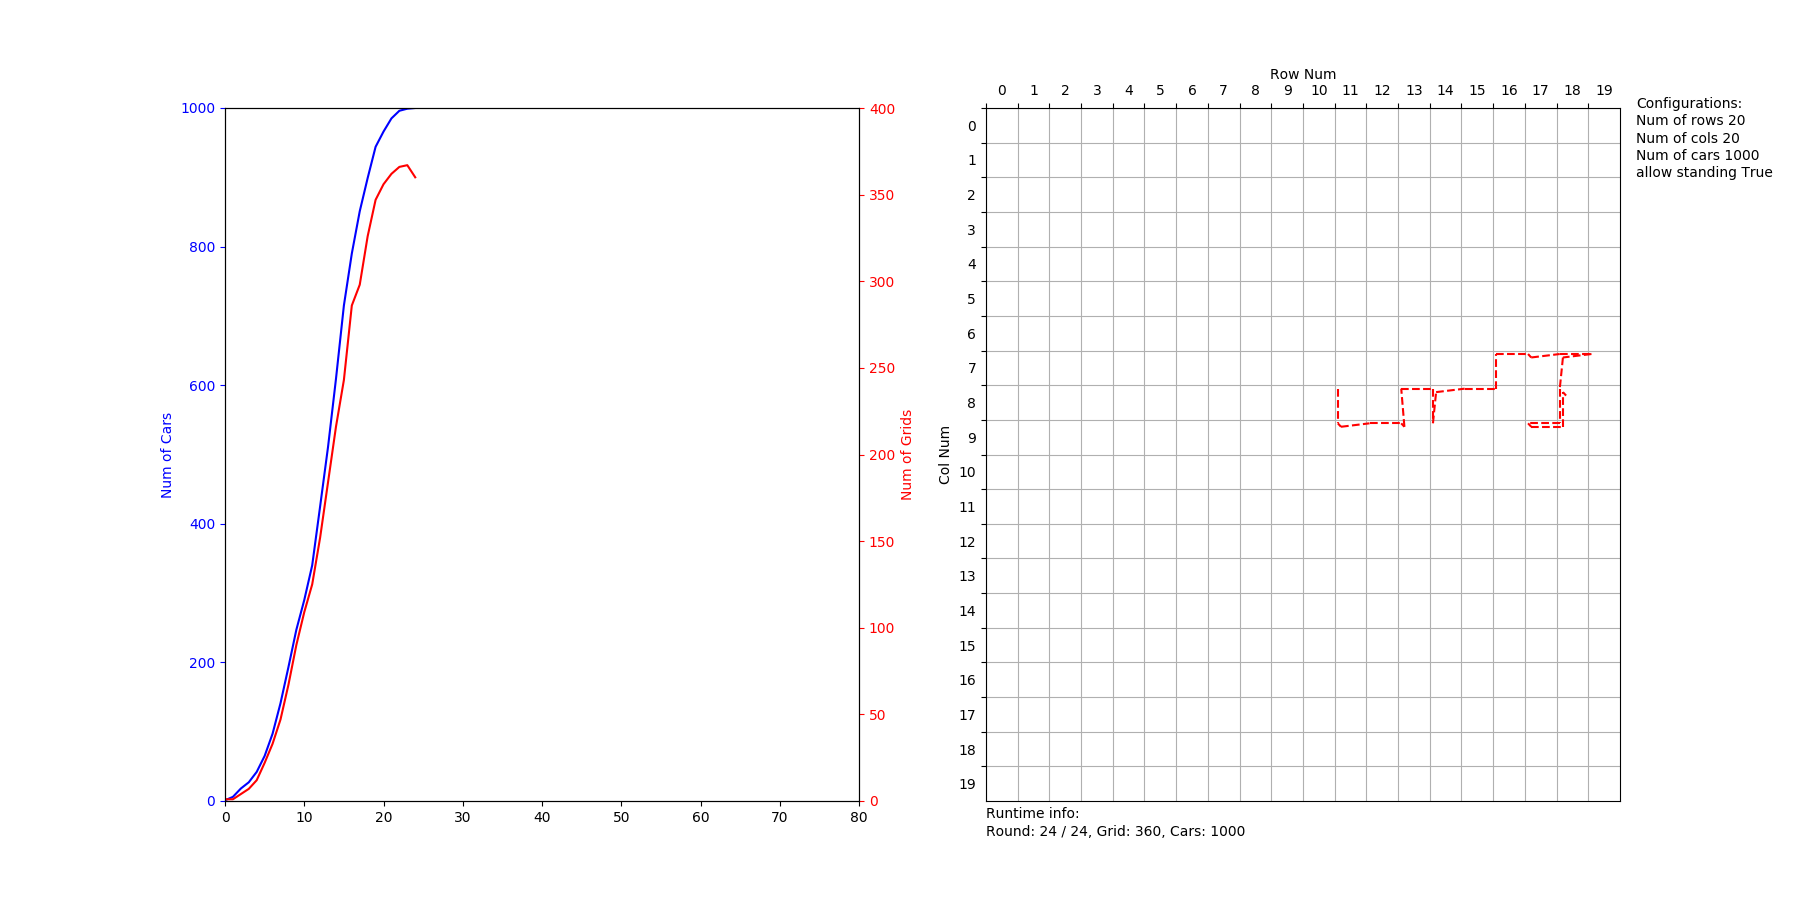 Row Num
0 1 2 3 4 5 6 7 8 9 10 11 12 13 14 15 16 17 18 19
Configurations:
Num of rows 20
Num of cols 20
Num of cars 1000
allow standing True
1000
800
600
400
200
0
Num of Cars
0 10 20 30 40 50 60 70 80
400
350
300
250
200
150
100
50
0
Num of Grids
Col Num
0
1
2
3
4
5
6
7
8
9
10
11
12
13
14
15
16
17
18
19
Runtime info:
Round: 24 / 24, Grid: 360, Cars: 1000